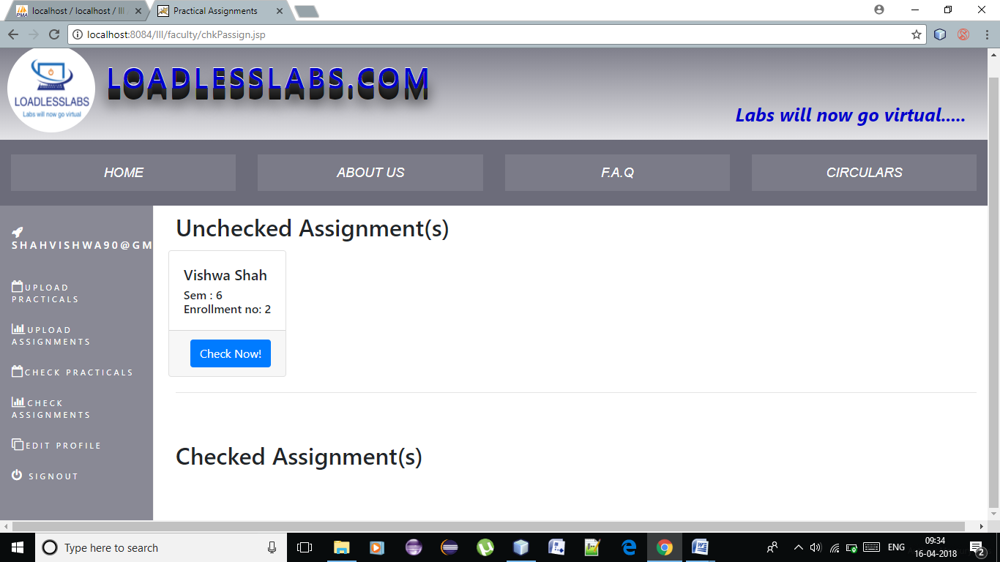 localhost / localhost / lll
Practical Assignments
localhost:8084/lll/faculty/chkPassign.jsp
LOADLESSLABS
Labs will now go virtual
LOADLESSLABS.COM
Labs will now go virtual.....
HOME
ABOUT US
F.A.Q
CIRCULARS
SHAHVISHWA90@GM
UPLOAD
PRACTICALS
UPLOAD
ASSIGNMENTS
CHECK PRACTICALS
CHECK
ASSIGNMENTS
EDIT PROFILE
SIGNOUT
Unchecked Assignment(s)
Vishwa Shah
Sem : 6
Enrollment no: 2
Check Now!
Checked Assignment(s)
Type here to search
ENG
09:34
16-04-2018
2